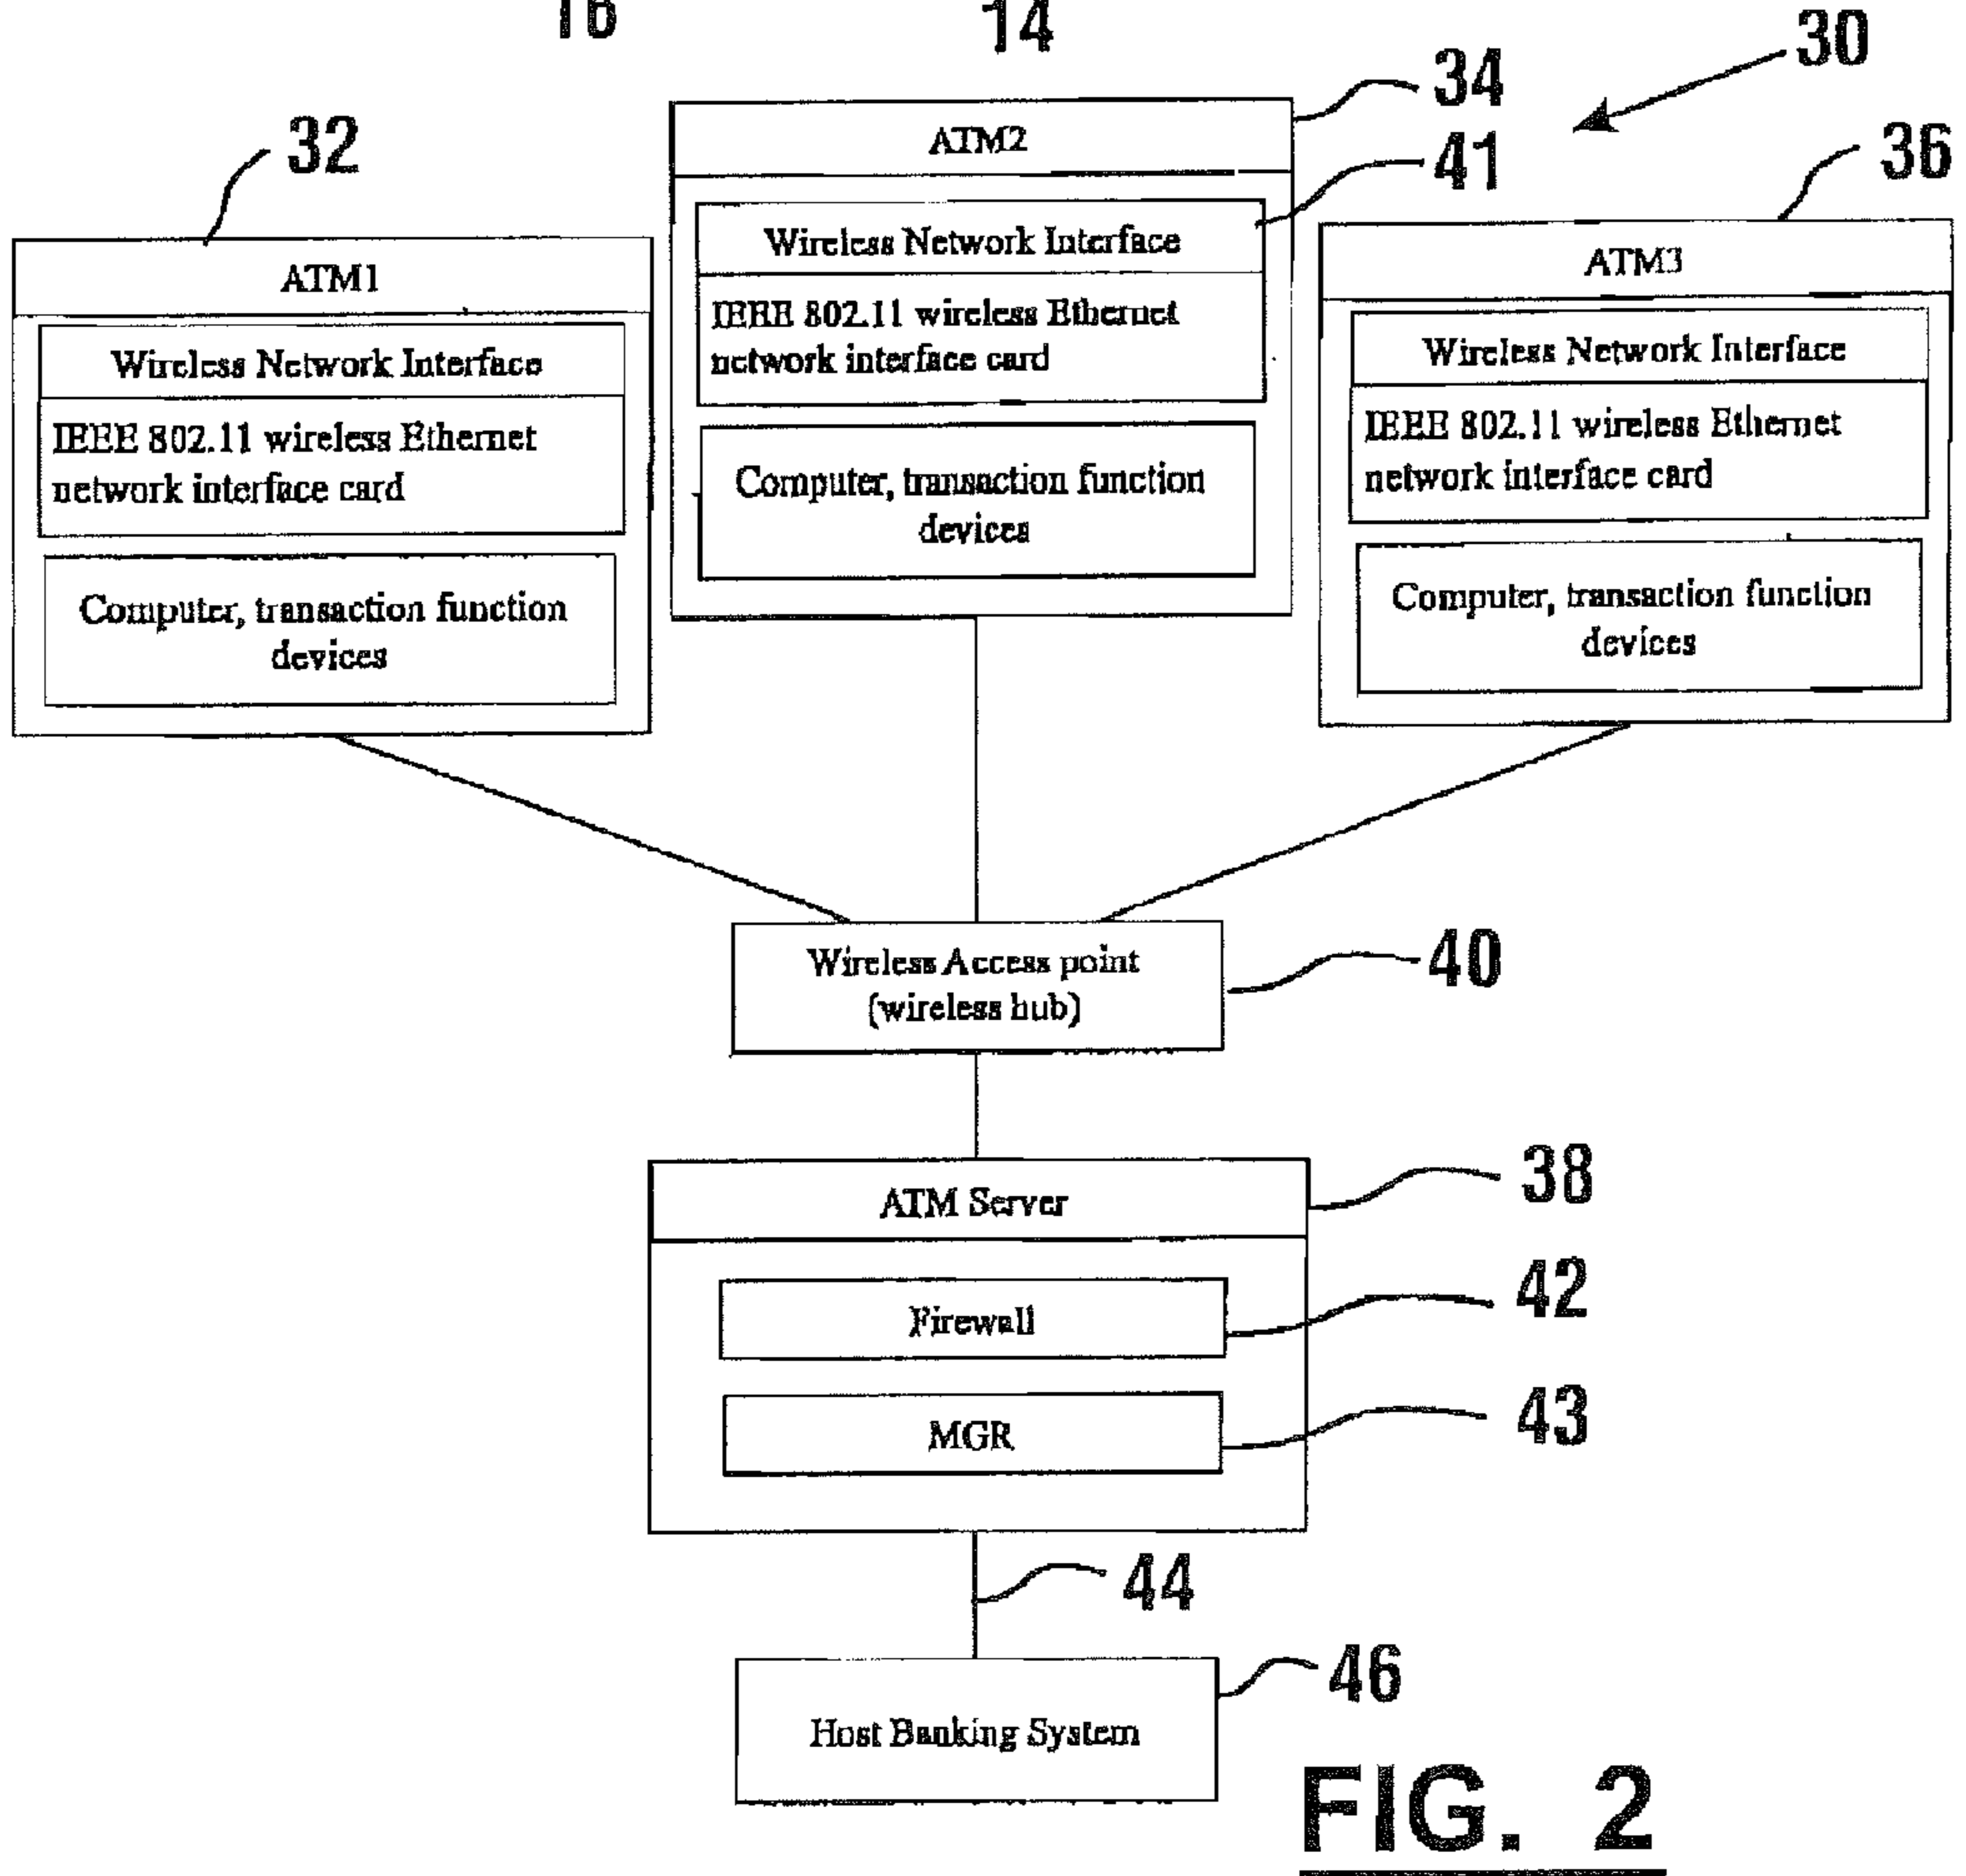 16
14
30
34
32
ATM2
41
36
Wireless Network Interface
ATM1
ATM3
IEEE 802.11 wireless Ethernet
network interface card
Wireless Network Interface
Wireless Network Interface
IEEE 802.11 wireless Ethernet
network interface card
IEEE 802.11 wireless Ethernet
network interface card
Computer, transaction function
devices
Computer, transaction function
devices
Computer, transaction function
devices
Wireless Access point
(wireless hub)
40
ATM Server
38
Firewall
42
MGR
43
44
46
Host Banking System
FIG. 2